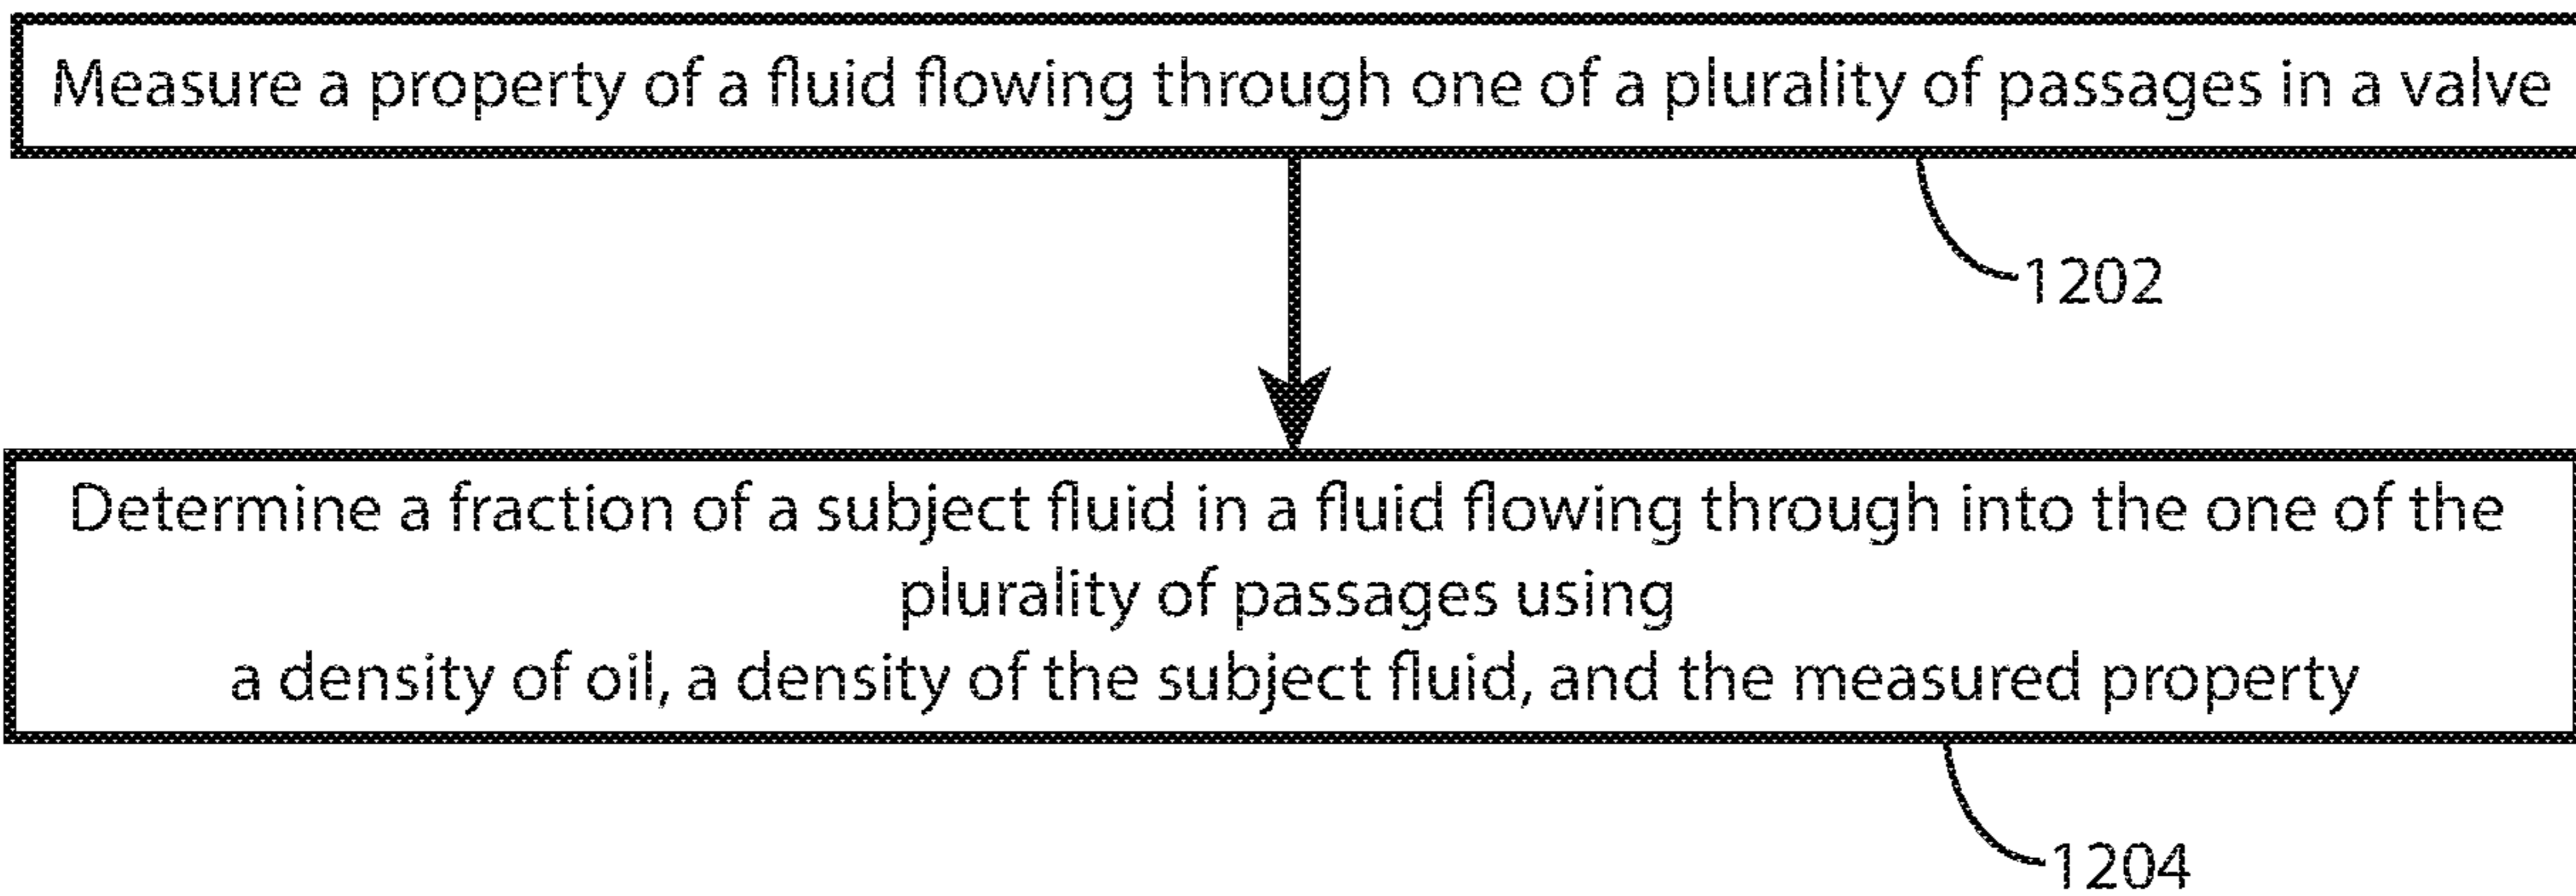 Measure a property of a fluid flowing through one of a plurality of passages in a valve
1202
Determine a fraction of a subject fluid in a fluid flowing through into the one of the
plurality of passages using
a density of oil, a density of the subject fluid, and the measured property
1204